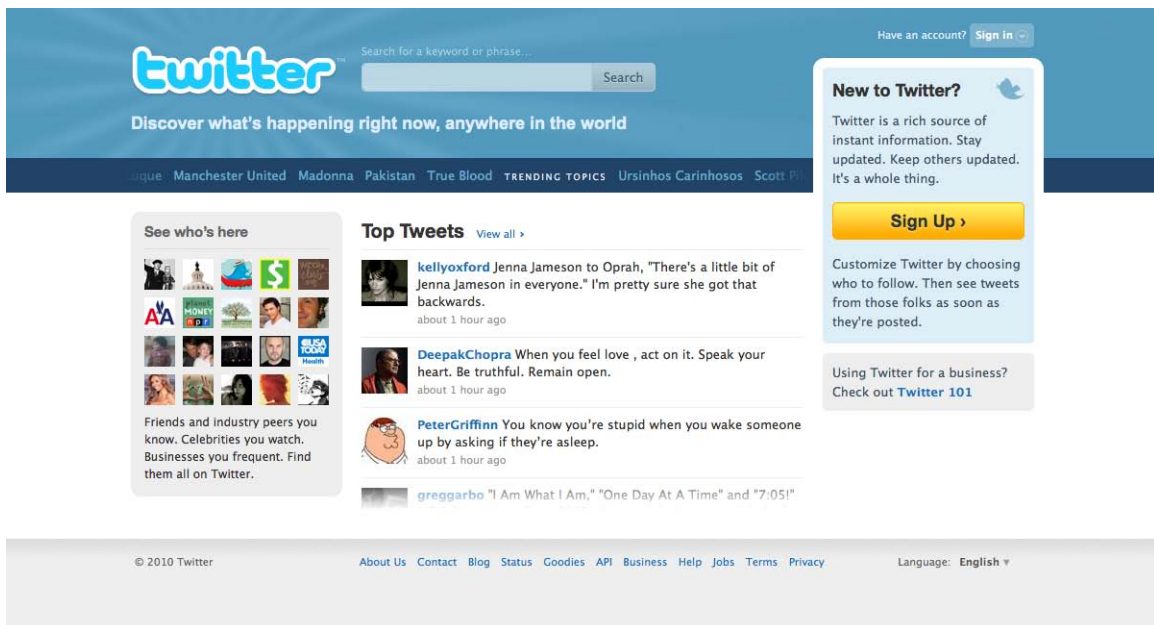 Have an account? Sign in
twitter™
Search for a keyword or phrase...
Search
Discover what's happening right now, anywhere in the world
Manchester United Madonna Pakistan True Blood TRENDING TOPICS Ursinhos Carinhosos Scott
New to Twitter?
Twitter is a rich source of
instant information. Stay
updated. Keep others updated.
It's a whole thing.
Sign Up ›
Customize Twitter by choosing
who to follow. Then see tweets
from those folks as soon as
they're posted.
Using Twitter for a business?
Check out Twitter 101
See who's here
AA
planet
MONEY
npr
USA
TODAY
Health
Friends and industry peers you
know. Celebrities you watch.
Businesses you frequent. Find
them all on Twitter.
Top Tweets View all ›
kellyoxford Jenna Jameson to Oprah, "There's a little bit of
Jenna Jameson in everyone." I'm pretty sure she got that
backwards.
about 1 hour ago
DeepakChopra When you feel love , act on it. Speak your
heart. Be truthful. Remain open.
about 1 hour ago
PeterGriffinn You know you're stupid when you wake someone
up by asking if they're asleep.
about 1 hour ago
greggarbo "I Am What I Am," "One Day At A Time" and "7:05!"
© 2010 Twitter
About Us Contact Blog Status Goodies API Business Help Jobs Terms Privacy
Language: English